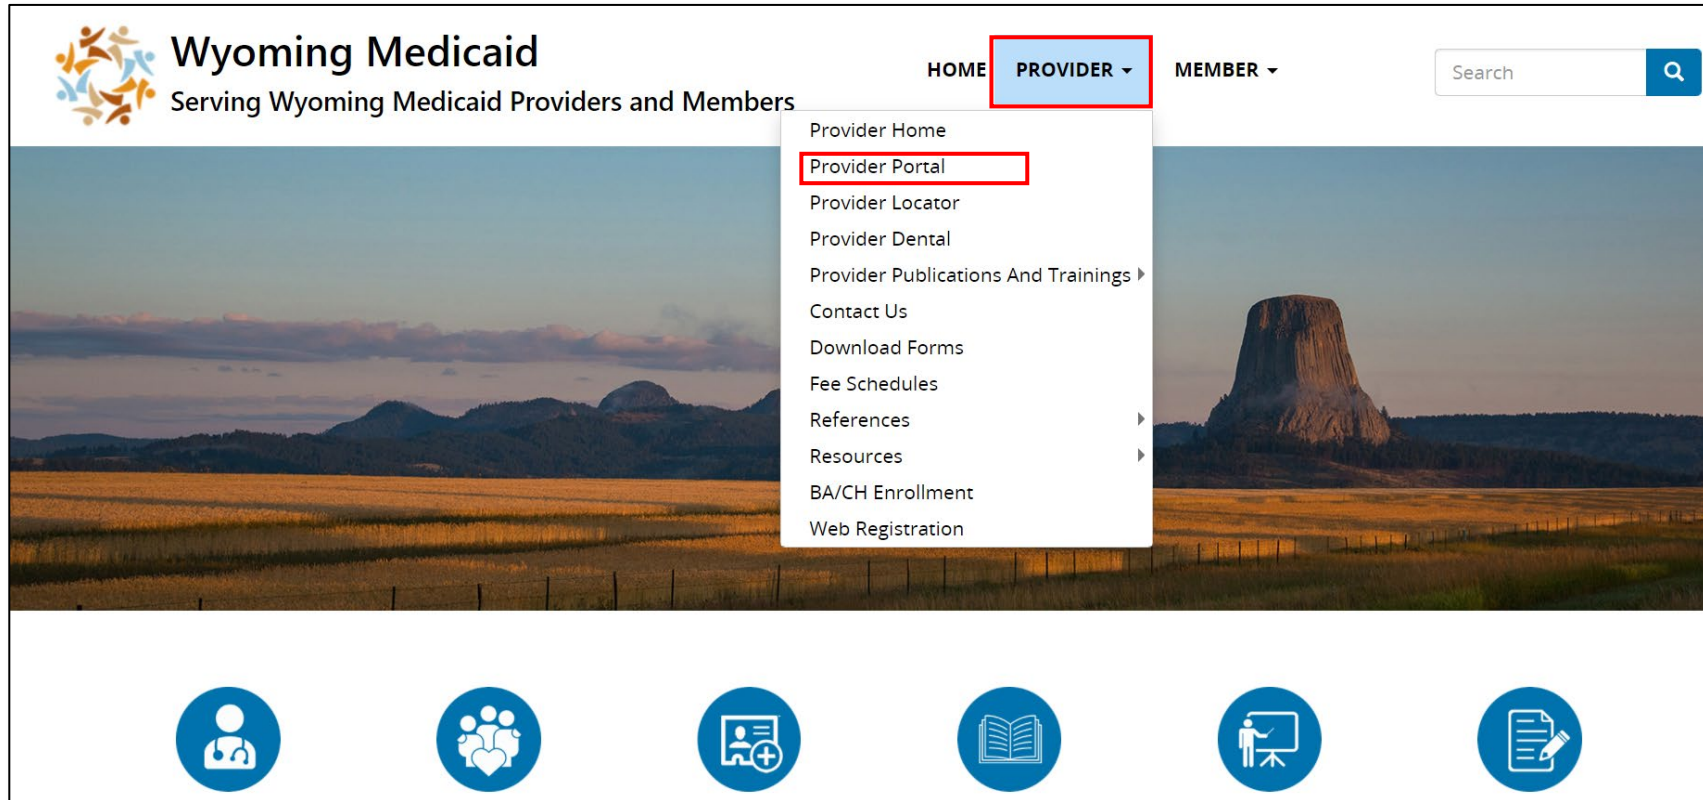 Wyoming Medicaid
Serving Wyoming Medicaid Providers and Members
HOME PROVIDER MEMBER
Search
Provider Home
Provider Portal
Provider Locator
Provider Dental
Provider Publications And Trainings
Contact Us
Download Forms
Fee Schedules
References
Resources
BA/CH Enrollment
Web Registration